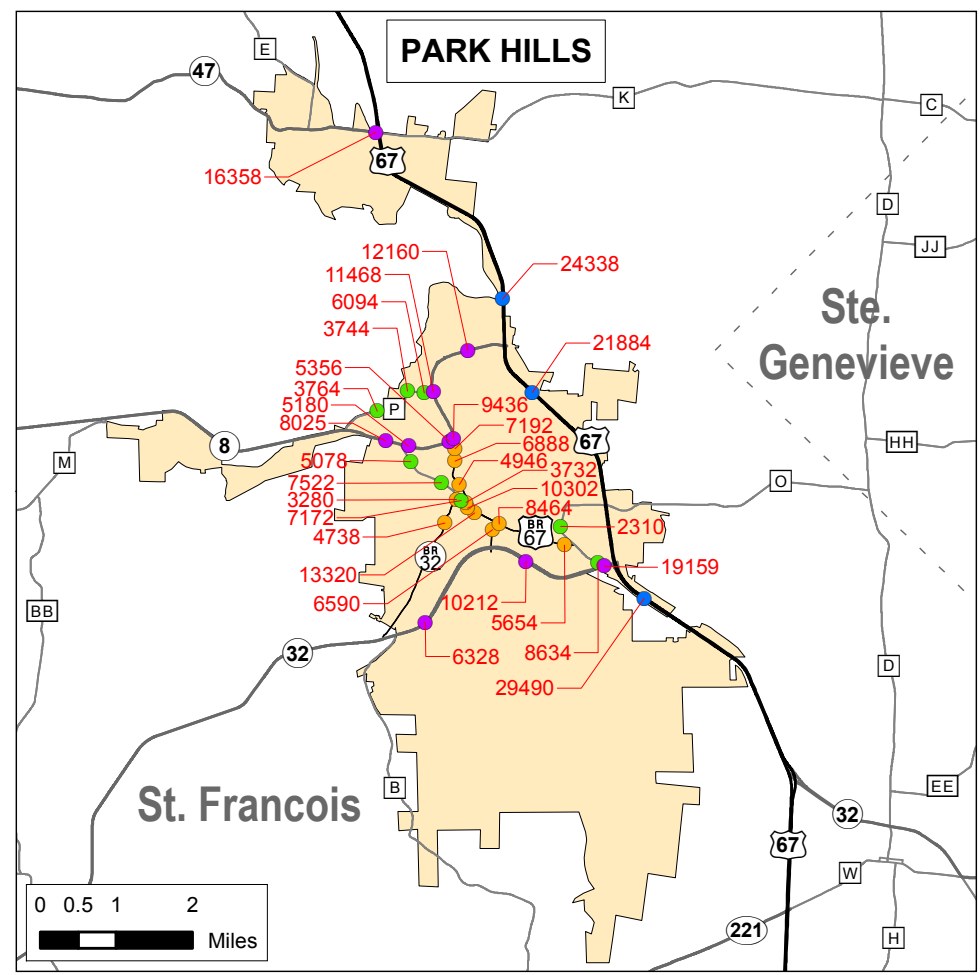 PARK HILLS
E
47
K
C
67
16358
D
JJ
12160
24338
11468
6094
3744
Ste.
Genevieve
21884
5356
3764
P
9436
5180
7192
8025
6888
67
HH
8
M
5078
4946
3732
O
7522
10302
3280
8464
7172
BR
67
2310
4738
BR
32
13320
19159
6590
10212
BB
5654
32
6328
8634
D
29490
St. Francois
B
EE
32
67
W
0 0.5 1 2
Miles
221
H